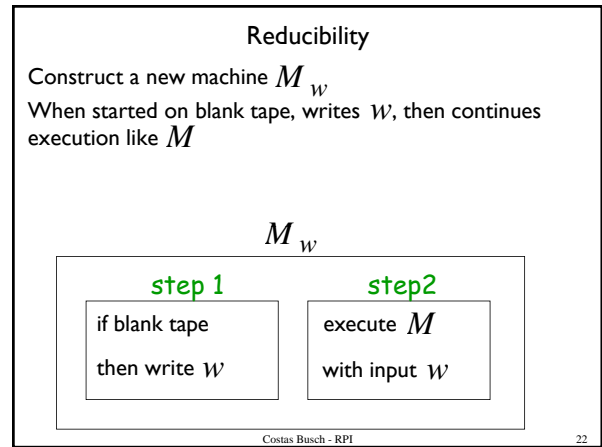 Reducibility
Construct a new machine M w
When started on blank tape, writes w, then continues
execution like M
M w
step 1 step2
if blank tape execute M
then write w with input w
Costas Busch - RPI 22